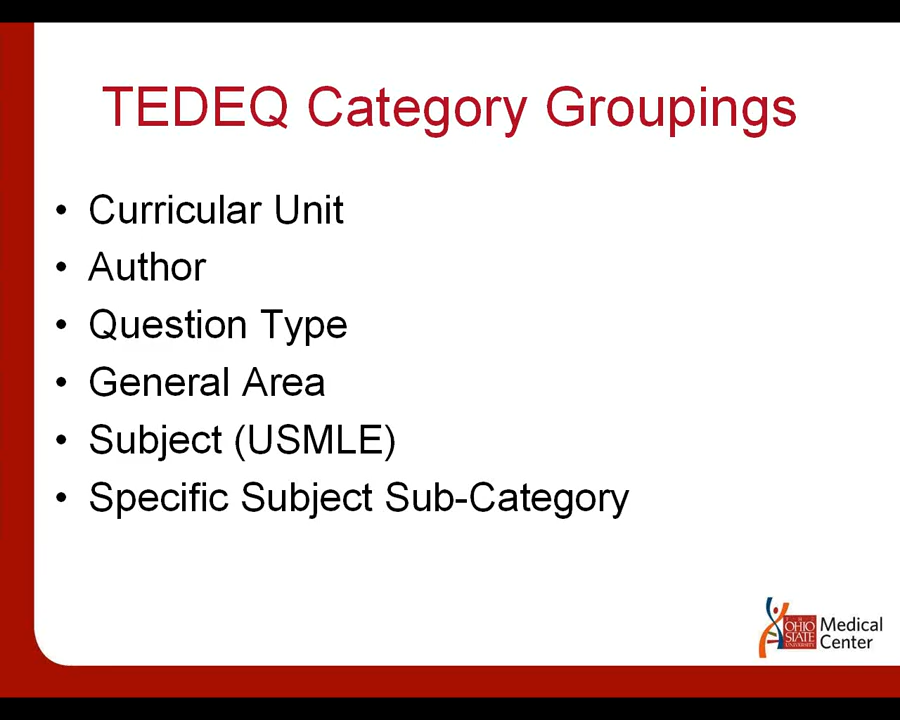 TEDEQ Category Groupings
• Curricular Unit
• Author
• Question Type
• General Area
• Subject (USMLE)
• Specific Subject Sub-Category
THE
OHIO
STATE
UNIVERSITY
Medical
Center